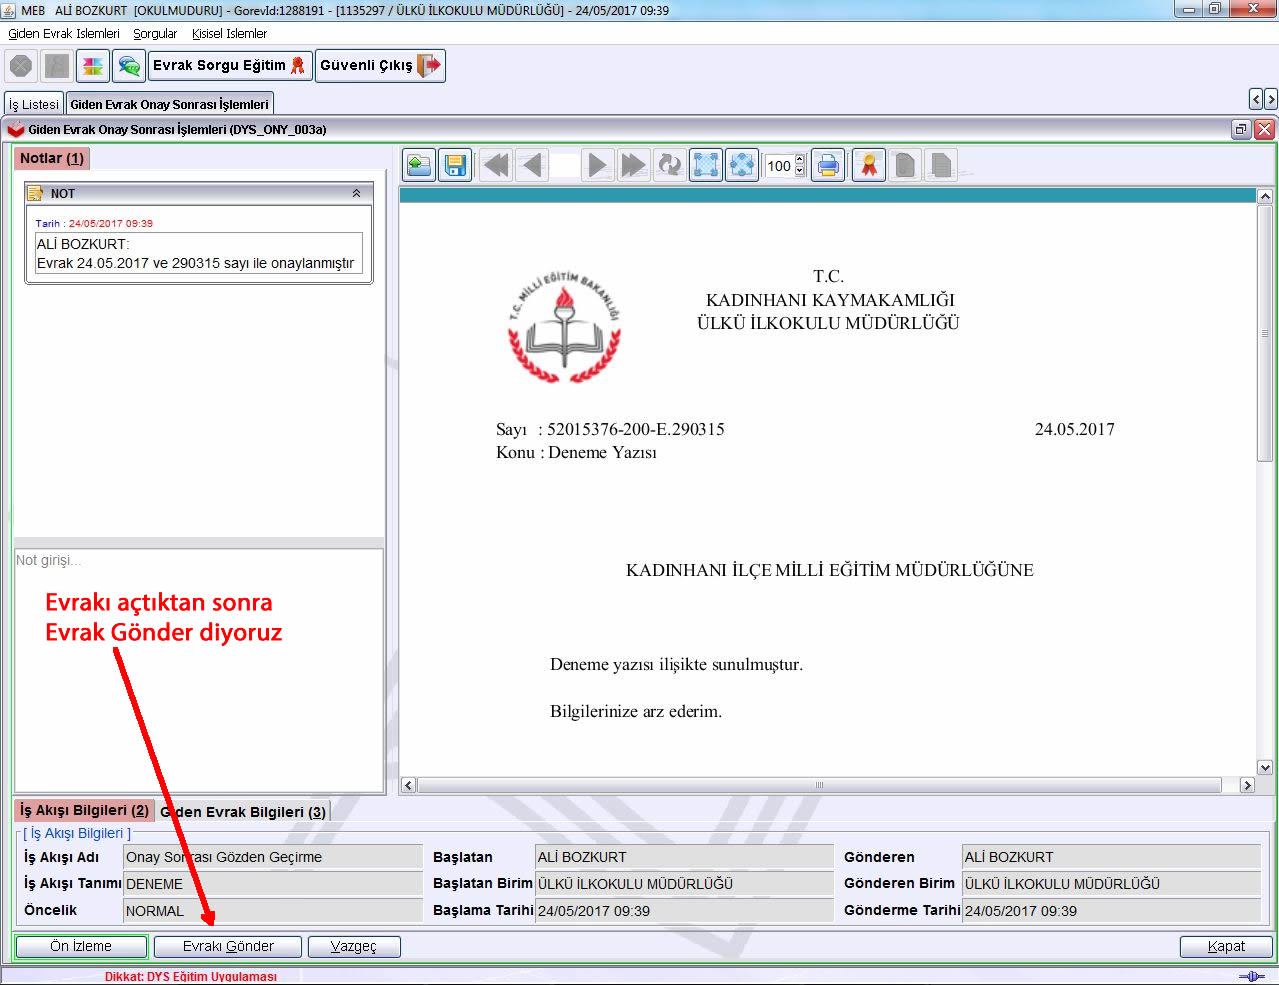 MEB ALİ BOZKURT [OKULMUDURU] - GorevId:1288191 - [1135297 / ÜLKÜ İLKOKULU MÜDÜRLÜĞÜ] - 24/05/2017 09:39
Giden Evrak Islemleri Sorgular Kisisel Islemler
Evrak Sorgu Eğitim Güvenli Çıkış
İş Listesi Giden Evrak Onay Sonrası İşlemleri
Giden Evrak Onay Sonrası İşlemleri (DYS_ONY_003a)
Notlar (1)
100
NOT
Tarih : 24/05/2017 09:39
ALİ BOZKURT:
Evrak 24.05.2017 ve 290315 sayı ile onaylanmıştır
T.C. MİLLİ EĞİTİM BAKANLIĞI
T.C.
KADINHANI KAYMAKAMLIĞI
ÜLKÜ İLKOKULU MÜDÜRLÜĞÜ
Sayı : 52015376-200-E.290315 24.05.2017
Konu : Deneme Yazısı
KADINHANI İLÇE MİLLİ EĞİTİM MÜDÜRLÜĞÜNE
Deneme yazısı ilişikte sunulmuştur.
Bilgilerinize arz ederim.
Not girişi...
Evrakı açtıktan sonra
Evrak Gönder diyoruz
İş Akışı Bilgileri (2) Giden Evrak Bilgileri (3)
[ İş Akışı Bilgileri ]
İş Akışı Adı Onay Sonrası Gözden Geçirme Başlatan ALİ BOZKURT Gönderen ALİ BOZKURT
İş Akışı Tanımı DENEME Başlatan Birim ÜLKÜ İLKOKULU MÜDÜRLÜĞÜ Gönderen Birim ÜLKÜ İLKOKULU MÜDÜRLÜĞÜ
Öncelik NORMAL Başlama Tarihi 24/05/2017 09:39 Gönderme Tarihi 24/05/2017 09:39
Ön İzleme Evrakı Gönder Vazgeç Kapat
Dikkat: DYS Eğitim Uygulaması